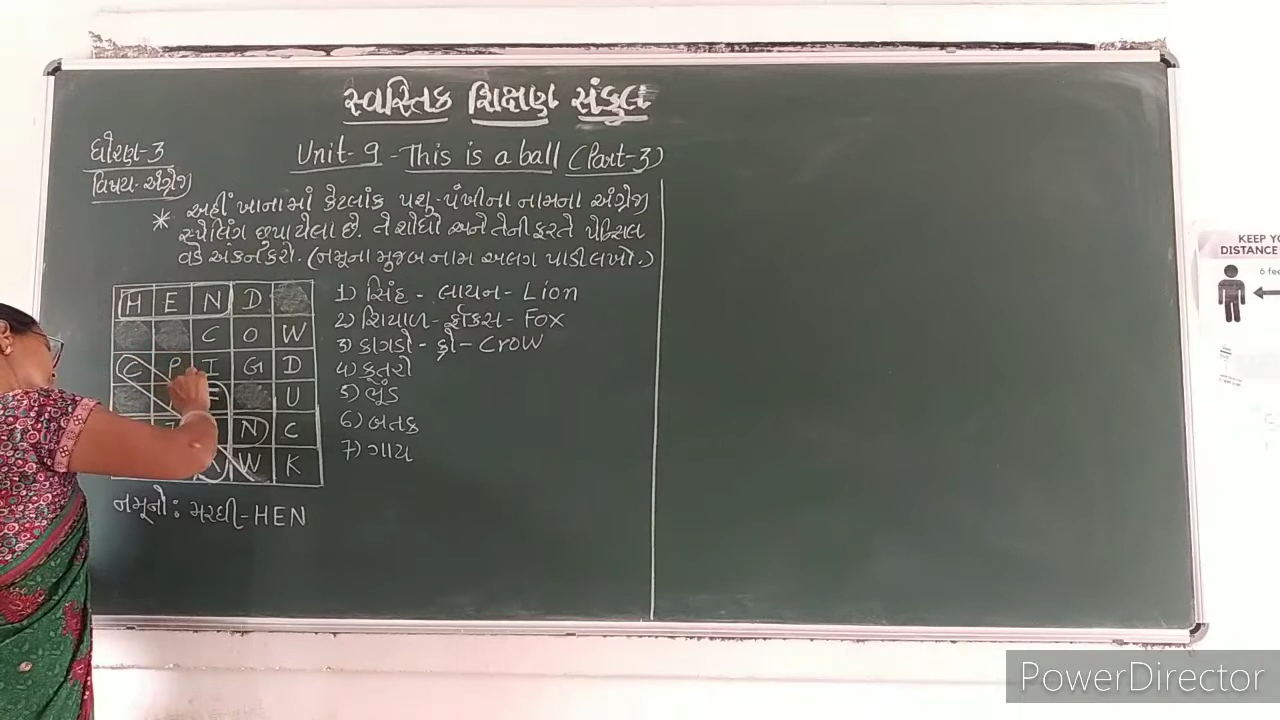 સ્વસ્તિક શિક્ષણ સંકુલ
ધોરણ-3
Unit-9 - This is a ball (Part-3)
વિષય-અંગ્રેજી
* અહીં ખાનામાં કેટલાંક પશુ-પંખીના નામના અંગ્રેજી
સ્પેલિંગ છુપાયેલા છે. તે શોધો અને તેની ફરતે પેન્સિલ
વડે અંકન કરો. (નમૂના મુજબ નામ અલગ પાડી લખો.)
H E N D
C O W
C P I G D
U
N C
W K
1) સિંહ - લાયન - Lion
2) શિયાળ - ફોકસ - Fox
3) કાગડો - ક્રો - Crow
4) કૂતરો
5) ભૂંડ
6) બતક
7) ગાય
નમૂનો : મરઘી - HEN
KEEP YO
DISTANCE
6 fee
PowerDirector